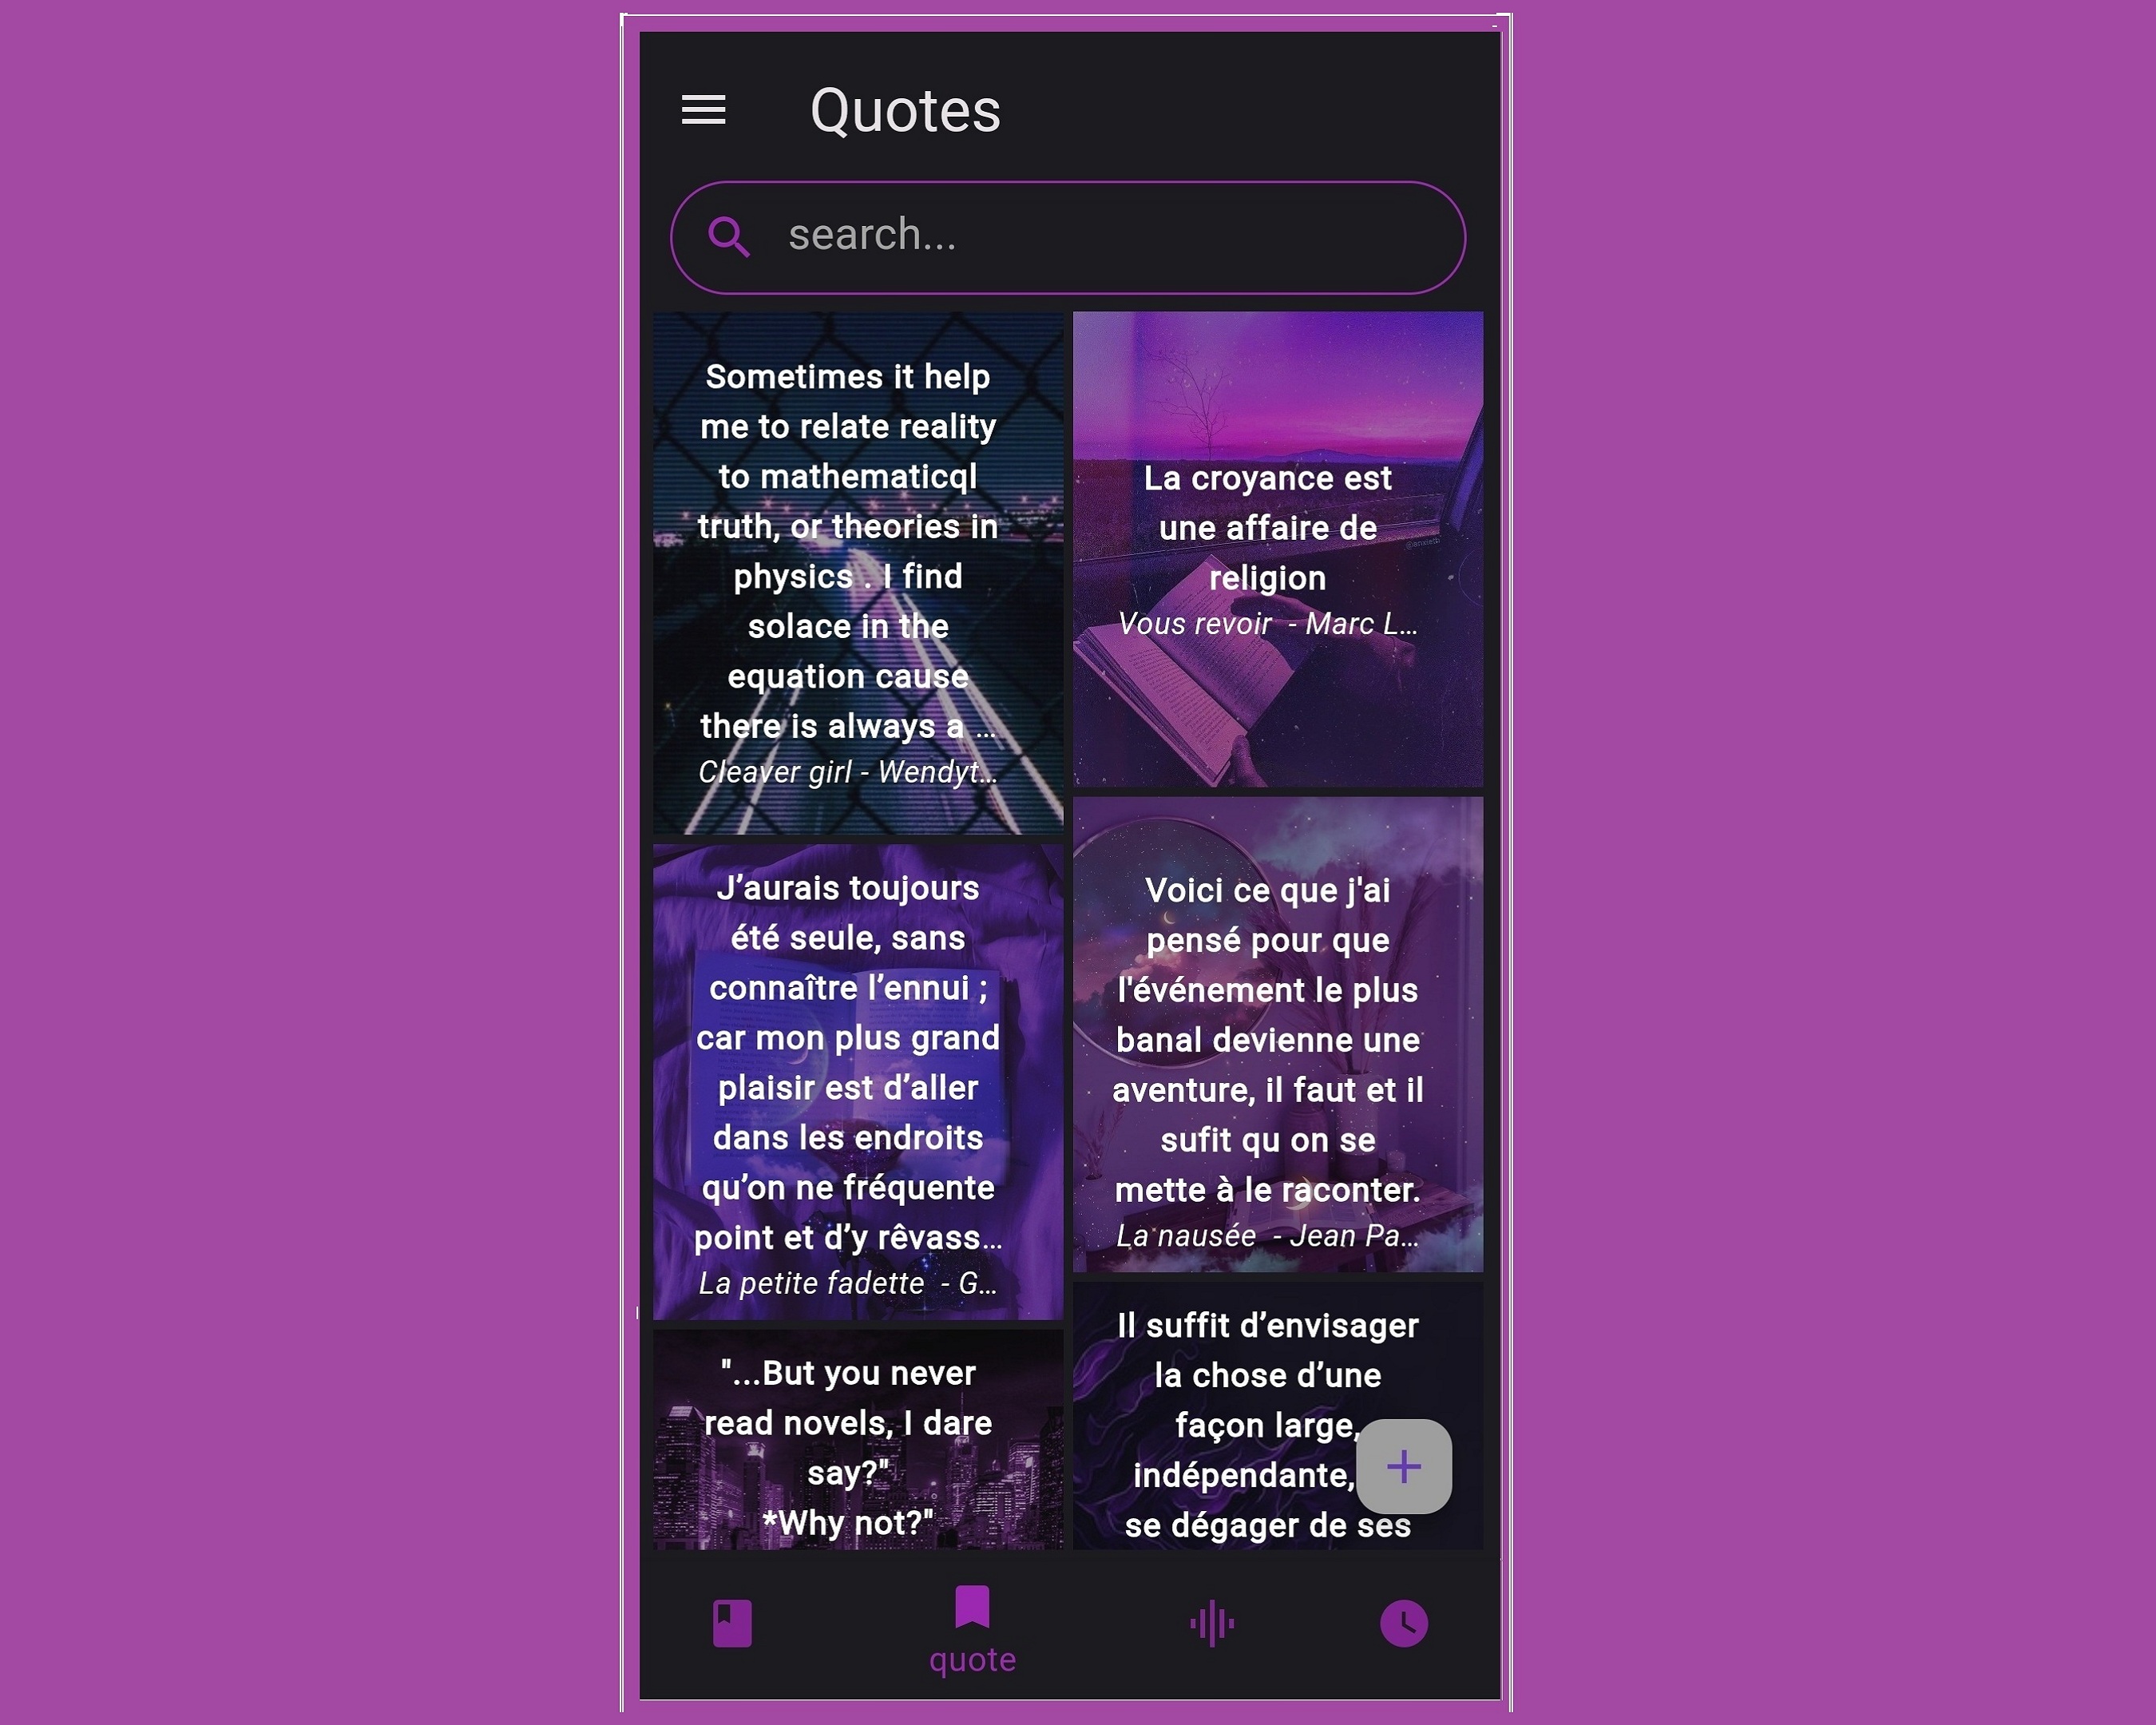 Quotes
search...
Sometimes it help
me to relate reality
to mathematicql
truth, or theories in
physics . I find
solace in the
equation cause
there is always a ...
Cleaver girl - Wendyt...
La croyance est
une affaire de
religion
Vous revoir  - Marc L...
J’aurais toujours
été seule, sans
connaître l’ennui ;
car mon plus grand
plaisir est d’aller
dans les endroits
qu’on ne fréquente
point et d’y rêvass...
La petite fadette  - G...
Voici ce que j'ai
pensé pour que
l'événement le plus
banal devienne une
aventure, il faut et il
sufit qu on se
mette à le raconter.
La nausée  - Jean Pa...
"...But you never
read novels, I dare
say?"
*Why not?"
Il suffit d’envisager
la chose d’une
façon large,
indépendante,
se dégager de ses
+
quote